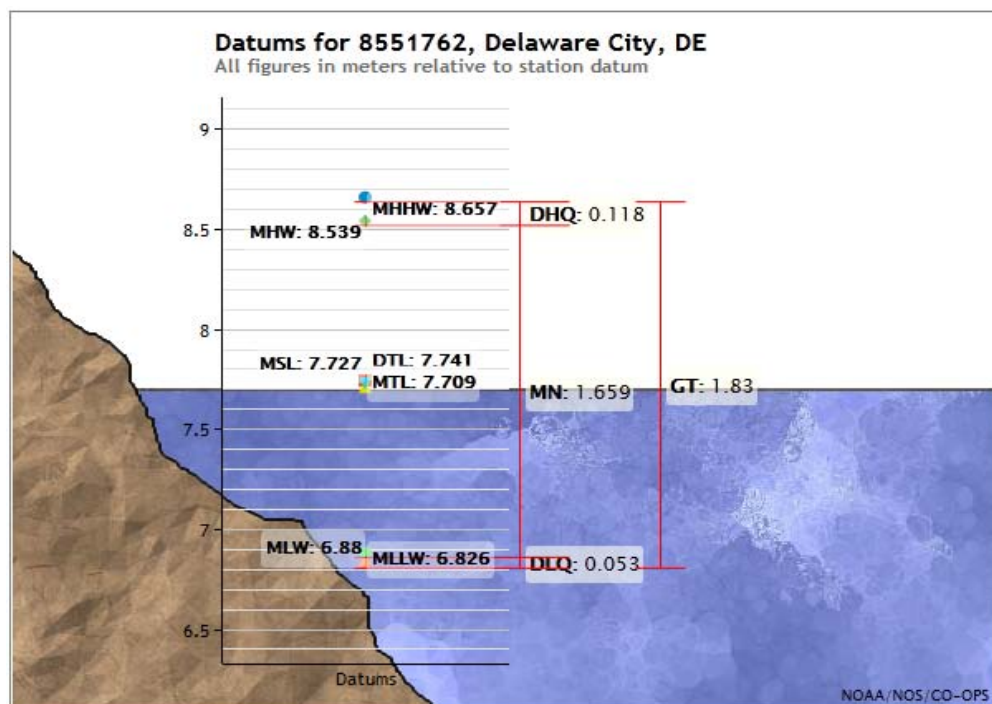 Datums for 8551762, Delaware City, DE
All figures in meters relative to station datum
9
MHHW: 8.657
DHQ: 0.118
8.5
MHW: 8.539
8
MSL: 7.727
DTL: 7.741
MTL: 7.709
MN: 1.659
GT: 1.83
7.5
7
MLW: 6.88
MLLW: 6.826
DLQ: 0.053
6.5
Datums
NOAA/NOS/CO-OPS